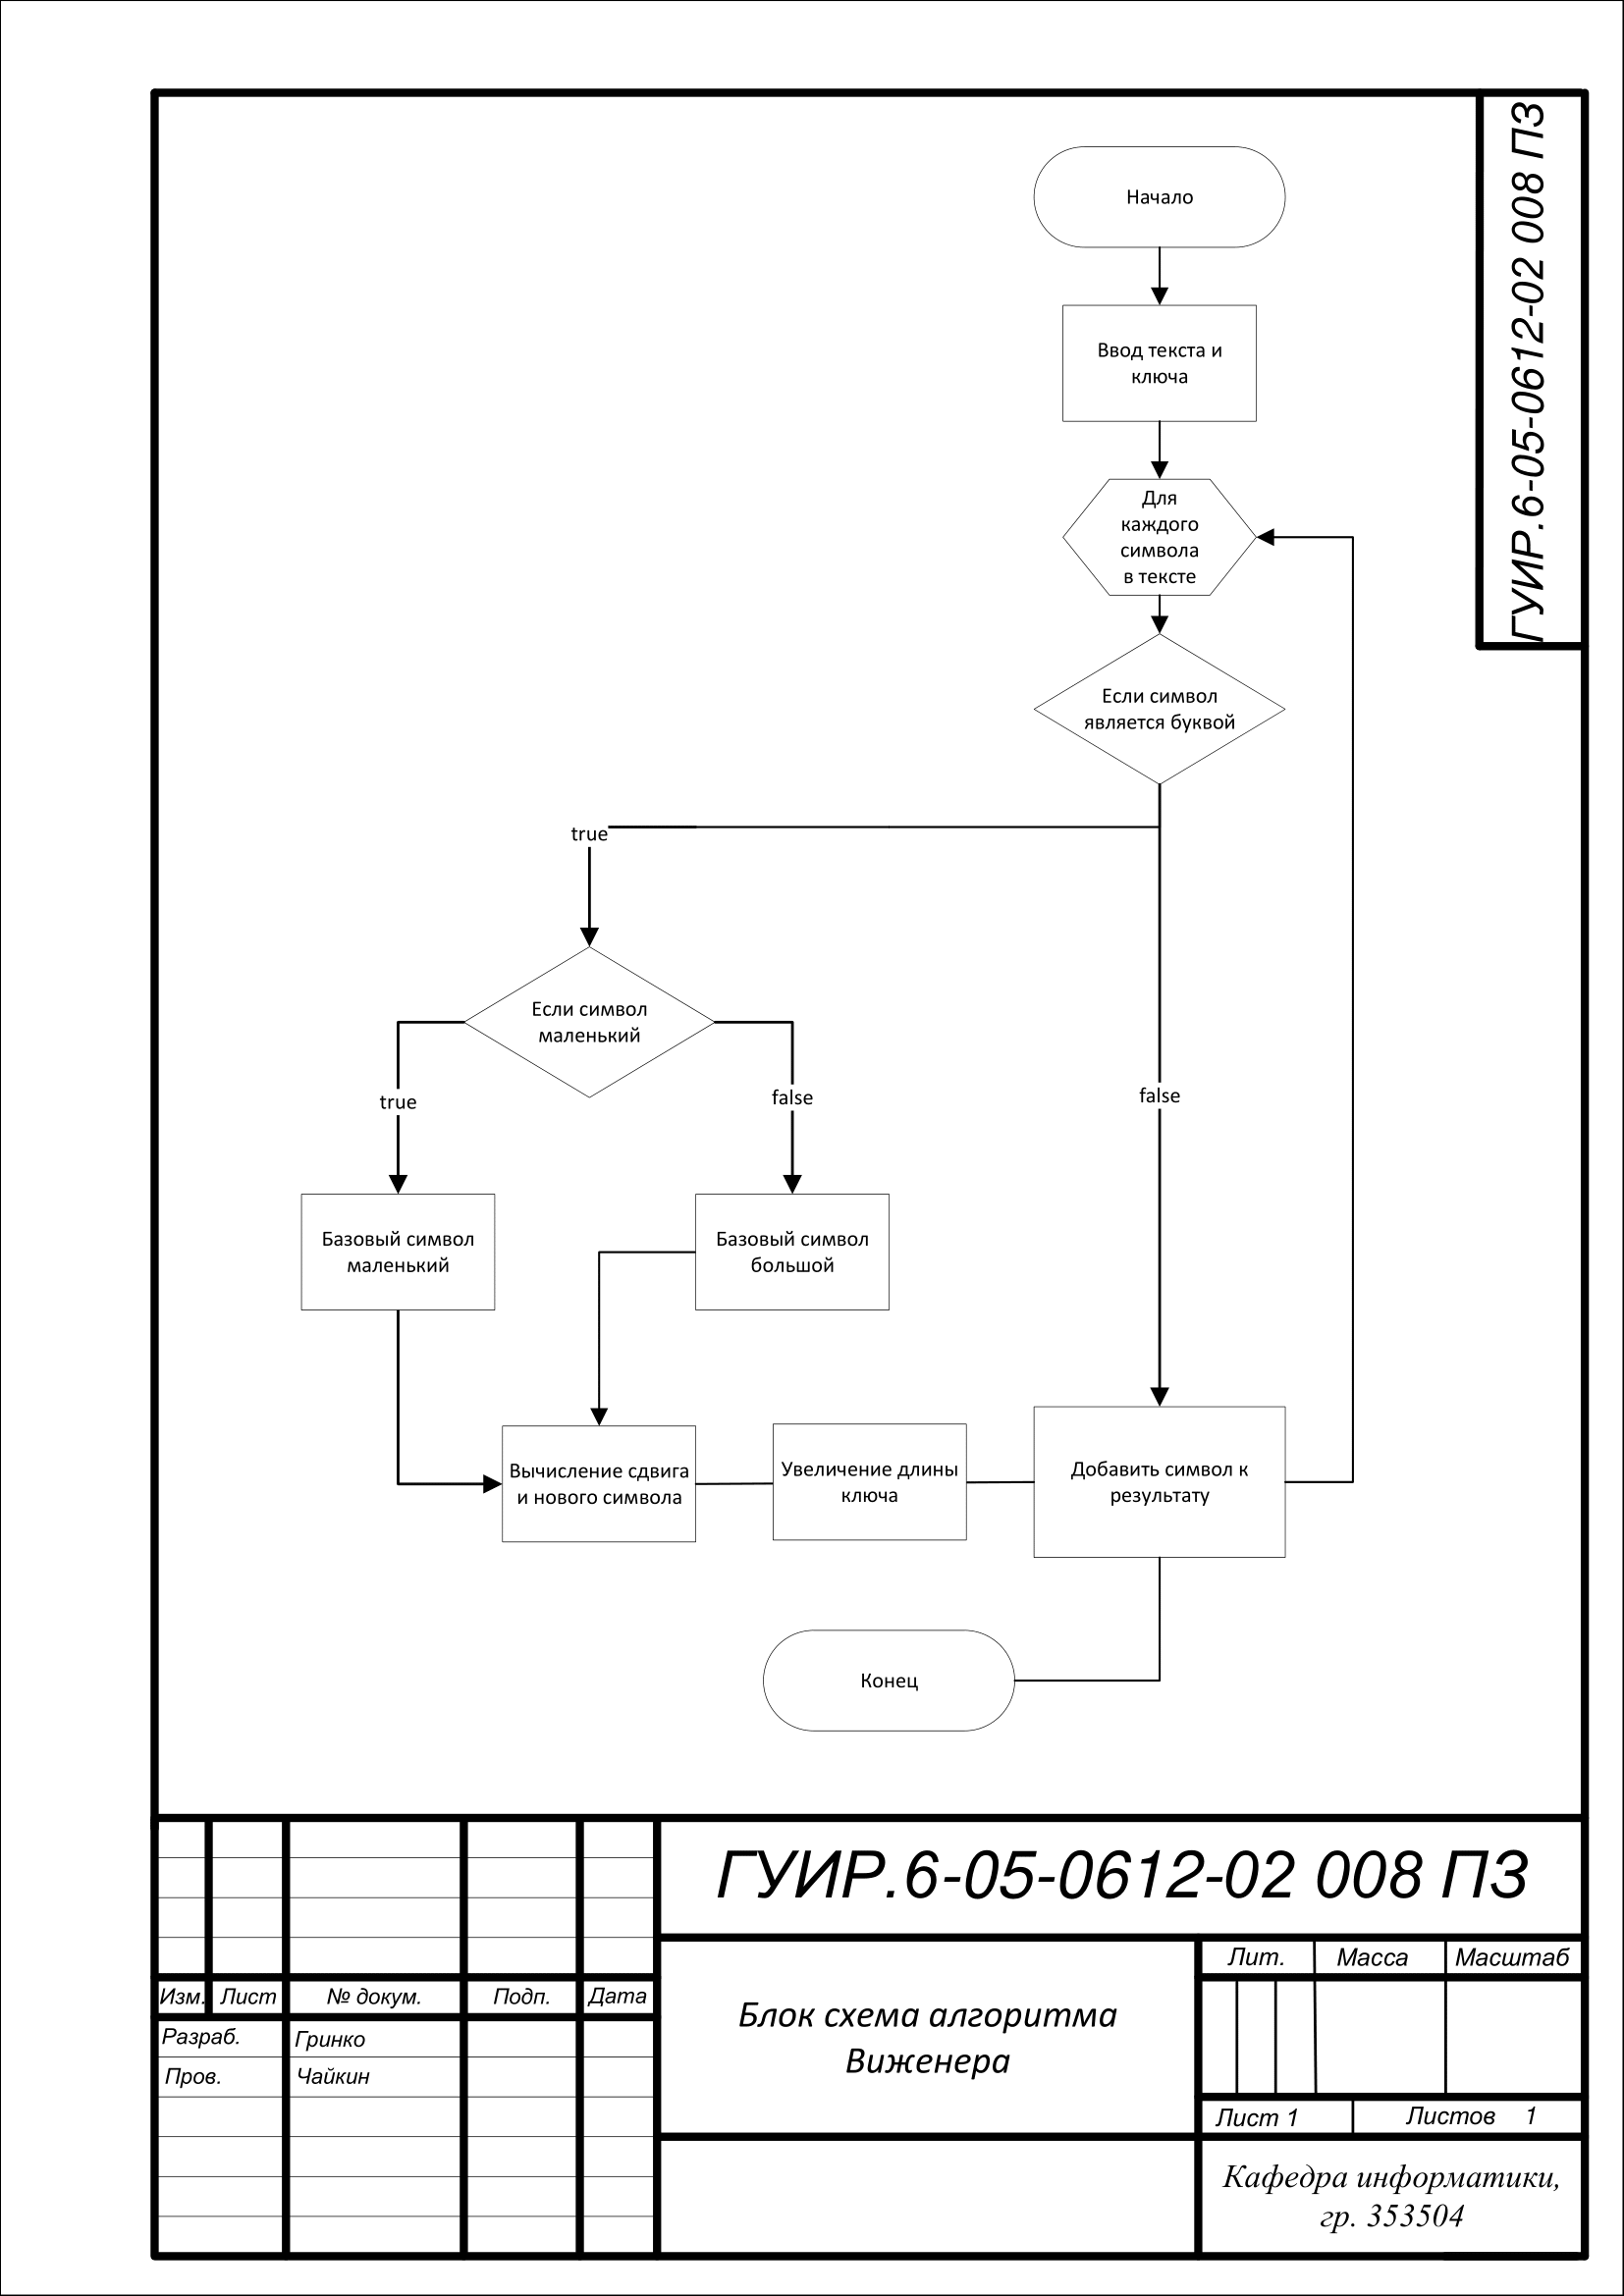 ГУИР.6-05-0612-02 008 ПЗ
Начало
Ввод текста и
ключа
Для
каждого
символа
в тексте
Если символ
является буквой
true
Если символ
маленький
true
false
false
Базовый символ
маленький
Базовый символ
большой
Вычисление сдвига
и нового символа
Увеличение длины
ключа
Добавить символ к
результату
Конец
ГУИР.6-05-0612-02 008 ПЗ
Лит. Масса Масштаб
Изм. Лист № докум. Подп. Дата
Блок схема алгоритма
Виженера
Разраб. Гринко
Пров. Чайкин
Лист 1 Листов 1
Кафедра информатики,
гр. 353504